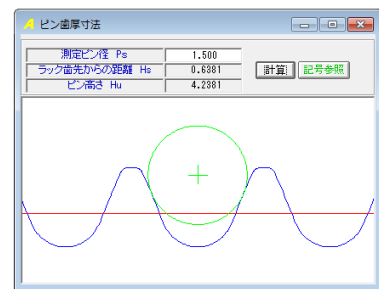 ピン歯厚寸法
測定ピン径 Ps 1.500
ラック歯先からの距離 Hs 0.6381
ピン高さ Hu 4.2381
計算 記号参照